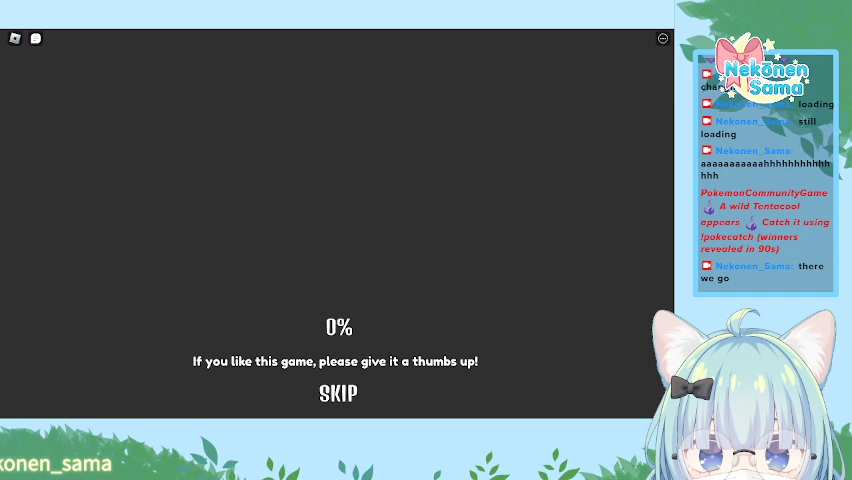 0%
If you like this game, please give it a thumbs up!
SKIP
Nekonen
Sama
loading
Nekonen_Sama: still
loading
Nekonen_Sama:
aaaaaaaaaaahhhhhhhhhhh
hhh
PokemonCommunityGame
A wild Tentacool
appears Catch it using
!pokecatch (winners
revealed in 90s)
Nekonen_Sama: there
we go
konen_sama